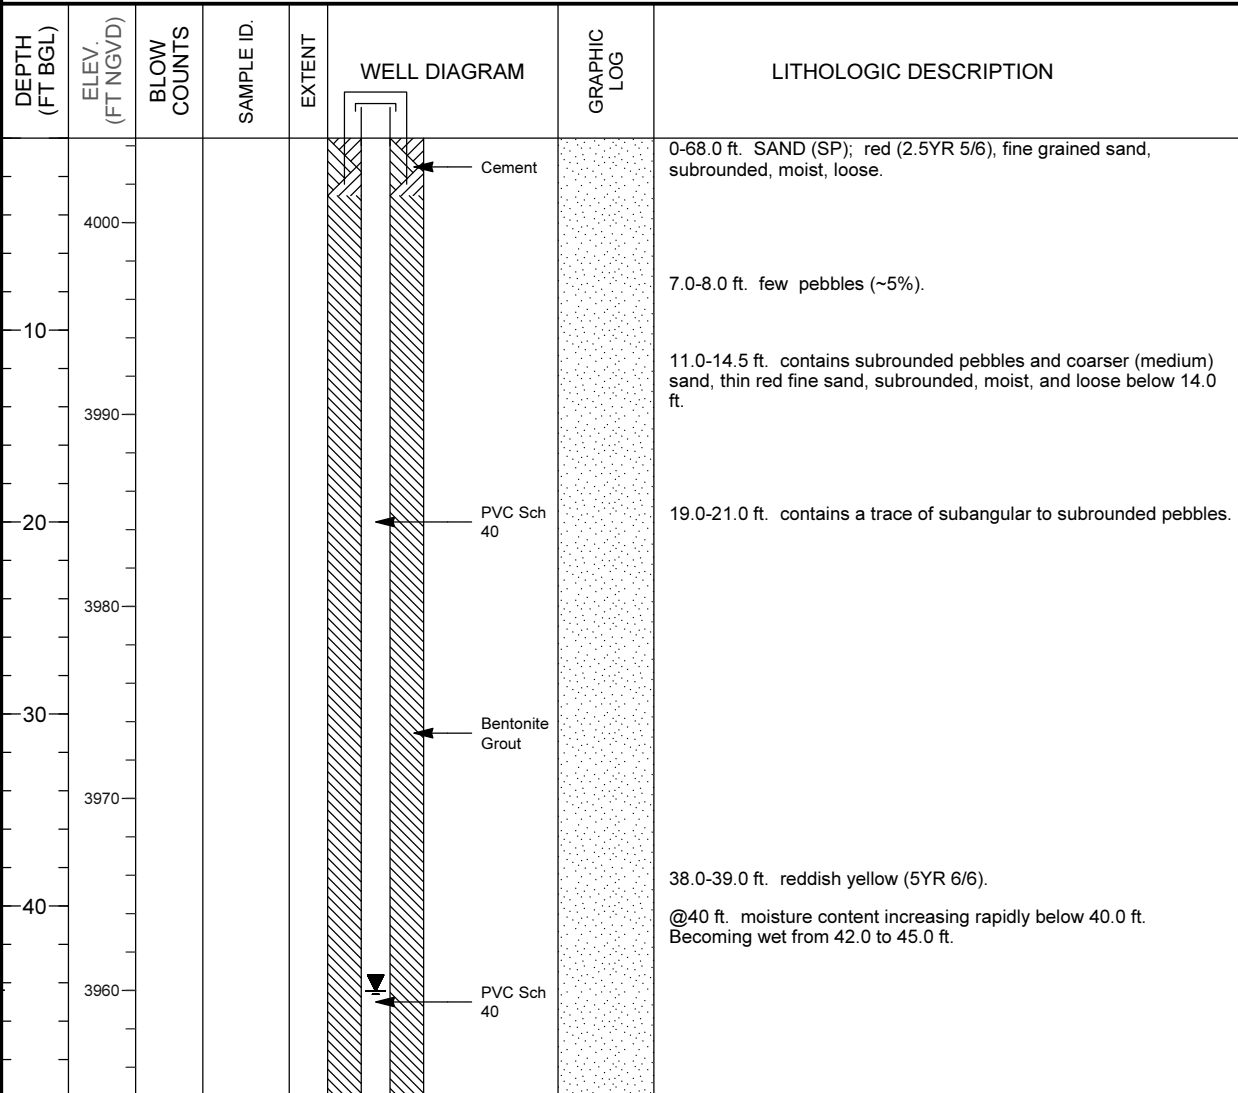 DEPTH
(FT BGL)
ELEV.
(FT NGVD)
BLOW
COUNTS
SAMPLE ID.
EXTENT
WELL DIAGRAM
GRAPHIC
LOG
LITHOLOGIC DESCRIPTION
0-68.0 ft.  SAND (SP);  red (2.5YR 5/6), fine grained sand,
subrounded, moist, loose.
Cement
4000
7.0-8.0 ft.  few  pebbles (~5%).
10
11.0-14.5 ft.  contains subrounded pebbles and coarser (medium)
sand, thin red fine sand, subrounded, moist, and loose below 14.0
ft.
3990
PVC Sch
40
20
19.0-21.0 ft.  contains a trace of subangular to subrounded pebbles.
3980
30
Bentonite
Grout
3970
38.0-39.0 ft.  reddish yellow (5YR 6/6).
40
@40 ft.  moisture content increasing rapidly below 40.0 ft.
Becoming wet from 42.0 to 45.0 ft.
3960
PVC Sch
40